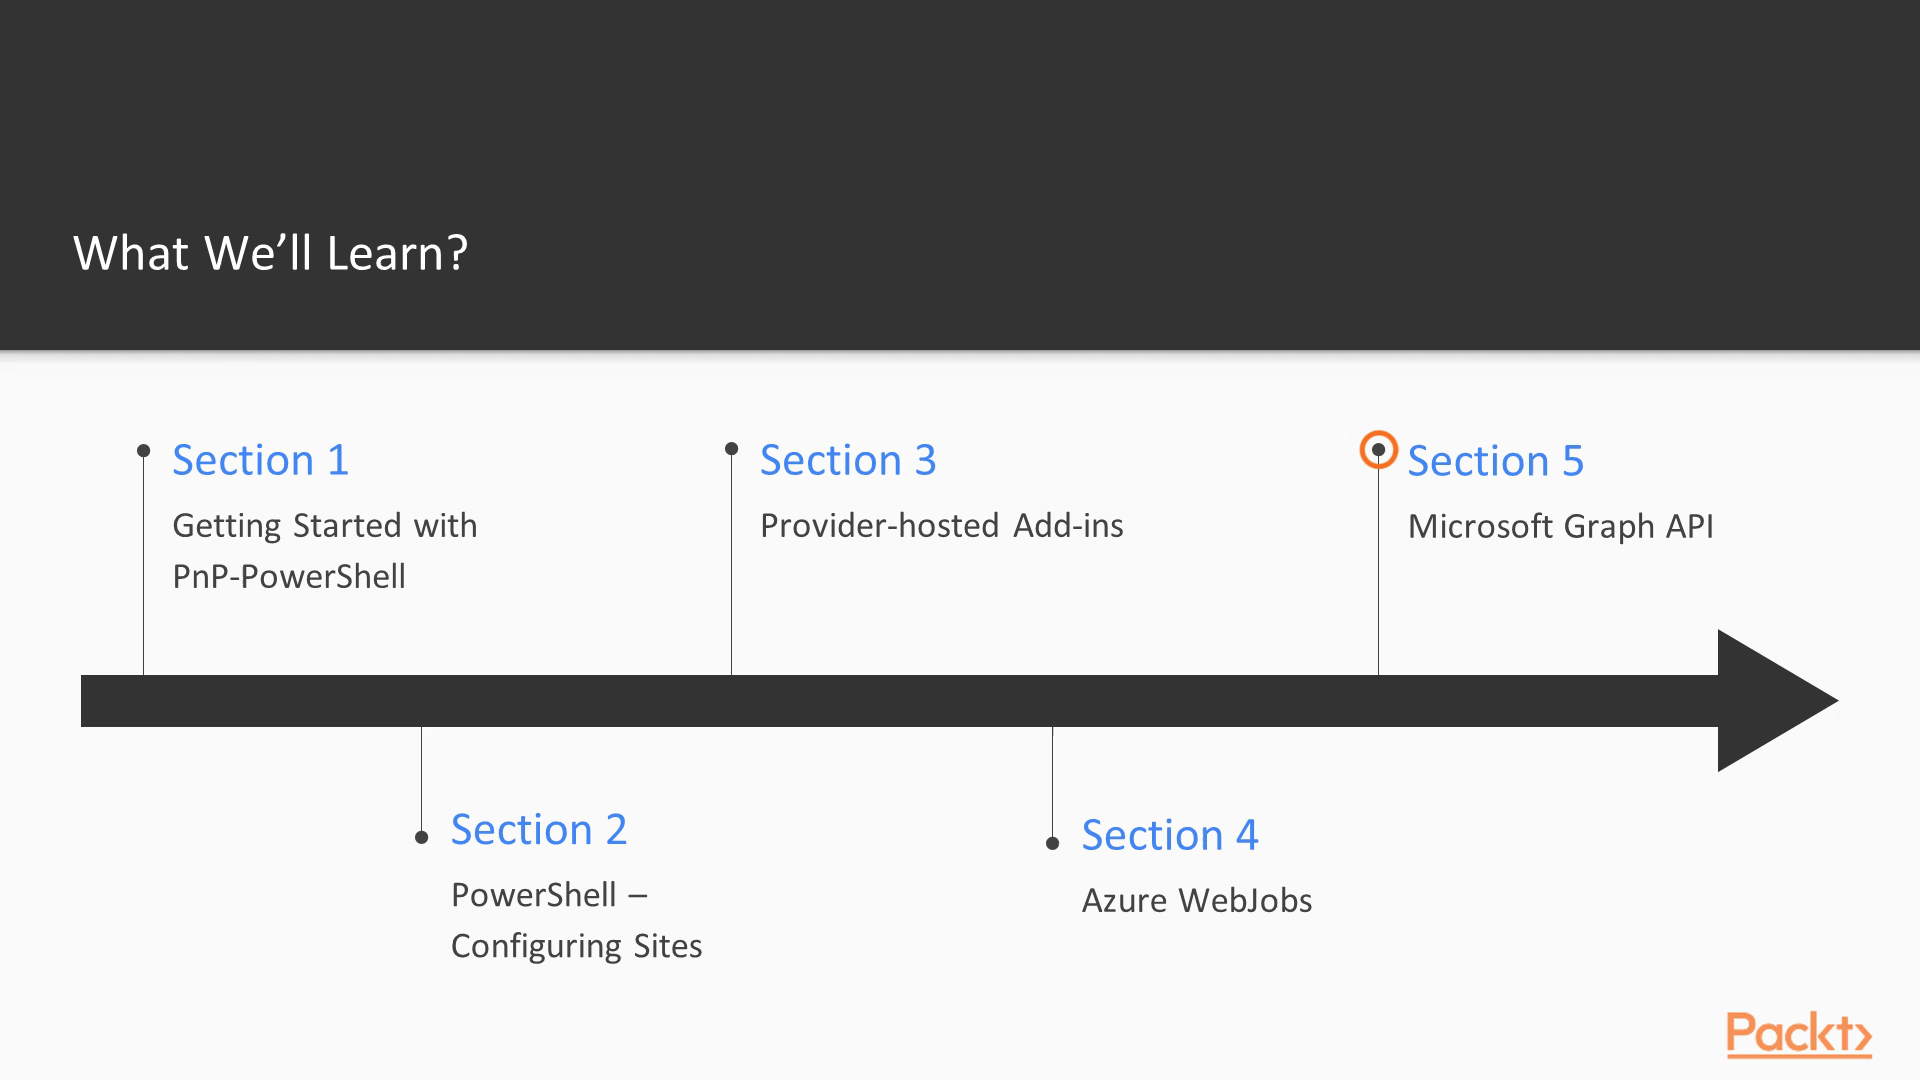 What We’ll Learn?
Section 1
Getting Started with
PnP-PowerShell
Section 2
PowerShell –
Configuring Sites
Section 3
Provider-hosted Add-ins
Section 4
Azure WebJobs
Section 5
Microsoft Graph API
Packt